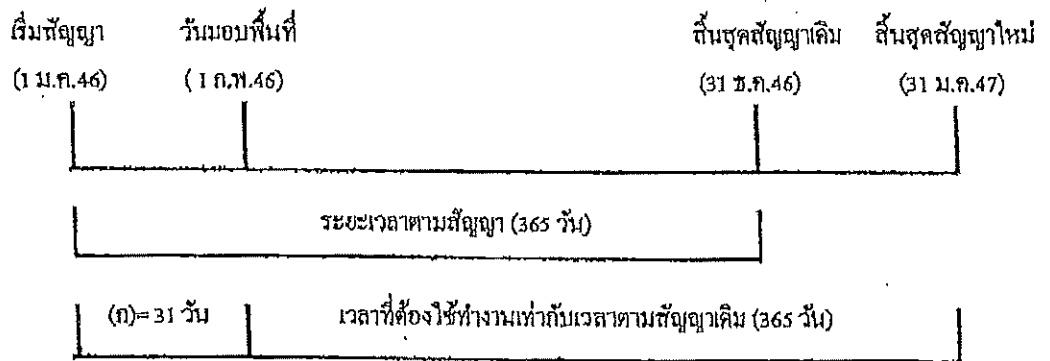 เริ่มสัญญา วันมอบพื้นที่ สิ้นสุดสัญญาเดิม สิ้นสุดสัญญาใหม่
(1 ม.ค.46) (1 ก.พ.46) (31 ธ.ค.46) (31 ม.ค.47)
ระยะเวลาตามสัญญา (365 วัน)
(ก)= 31 วัน เวลาที่ต้องใช้ทำงานเท่ากับเวลาตามสัญญาเดิม (365 วัน)